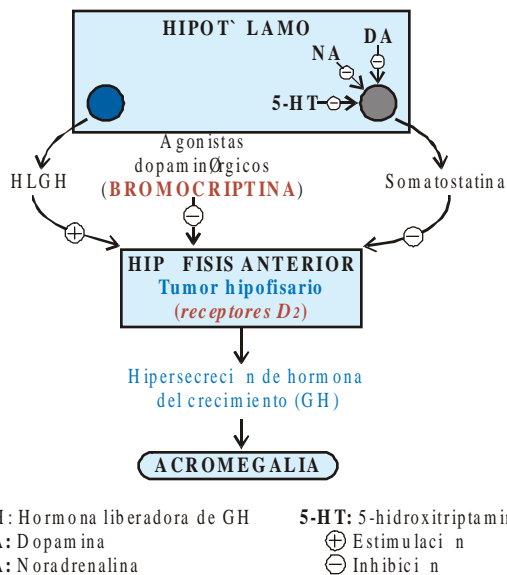 HIPOT` LAMO
DA
NA
5-HT
Agonistas
dopaminØrgicos
(BROMOCRIPTINA)
HLGH
Somatostatina
HIP FISIS ANTERIOR
Tumor hipofisario
(receptores D2)
Hipersecreci n de hormona
del crecimiento (GH)
ACROMEGALIA
H: Hormona liberadora de GH
A: Dopamina
A: Noradrenalina
5-HT: 5-hidroxitriptamin
+ Estimulaci n
− Inhibici n